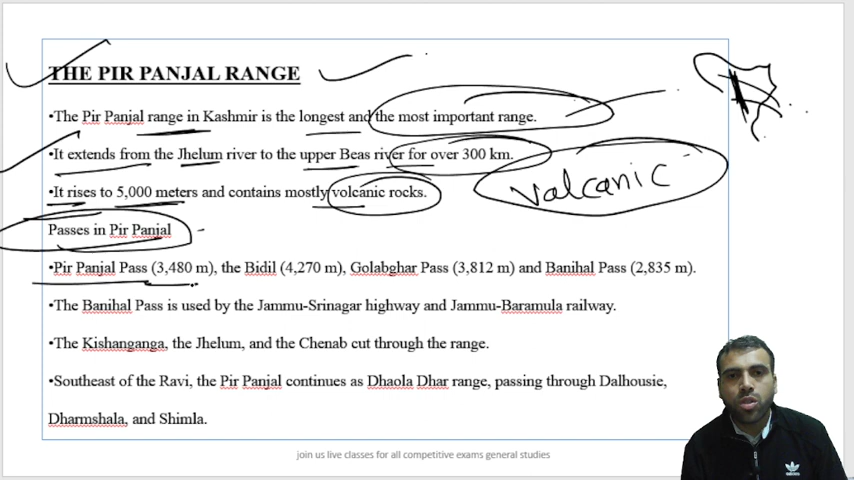 THE PIR PANJAL RANGE
•The Pir Panjal range in Kashmir is the longest and the most important range.
•It extends from the Jhelum river to the upper Beas river for over 300 km.
•It rises to 5,000 meters and contains mostly volcanic rocks.
valcanic
Passes in Pir Panjal
•Pir Panjal Pass (3,480 m), the Bidil (4,270 m), Golabghar Pass (3,812 m) and Banihal Pass (2,835 m).
•The Banihal Pass is used by the Jammu-Srinagar highway and Jammu-Baramula railway.
•The Kishanganga, the Jhelum, and the Chenab cut through the range.
•Southeast of the Ravi, the Pir Panjal continues as Dhaola Dhar range, passing through Dalhousie,
Dharmshala, and Shimla.
join us live classes for all competitive exams general studies
adidas